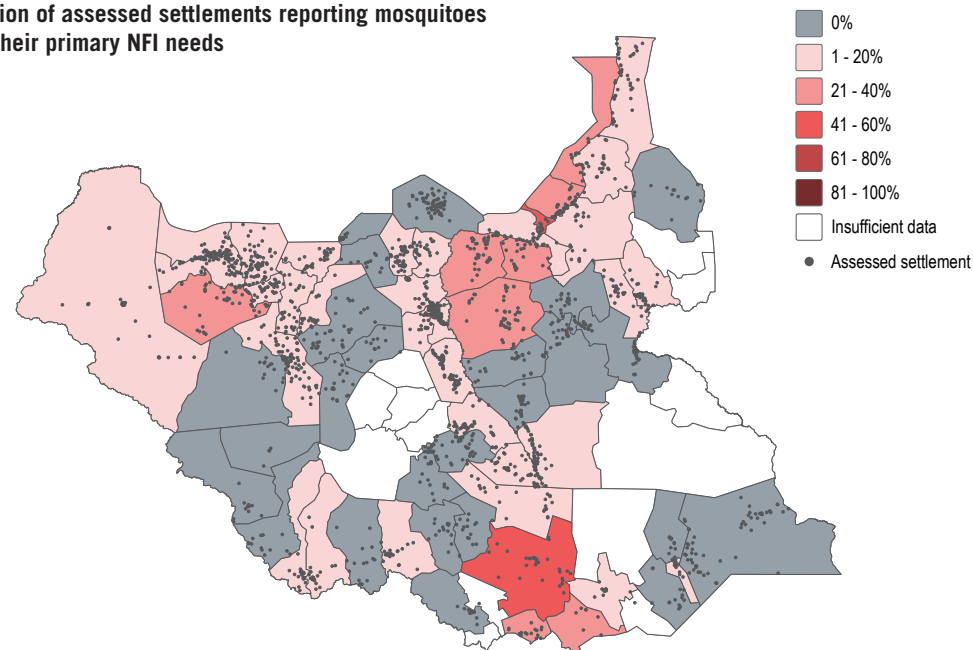 ion of assessed settlements reporting mosquitoes
heir primary NFI needs
0%
1 - 20%
21 - 40%
41 - 60%
61 - 80%
81 - 100%
Insufficient data
Assessed settlement